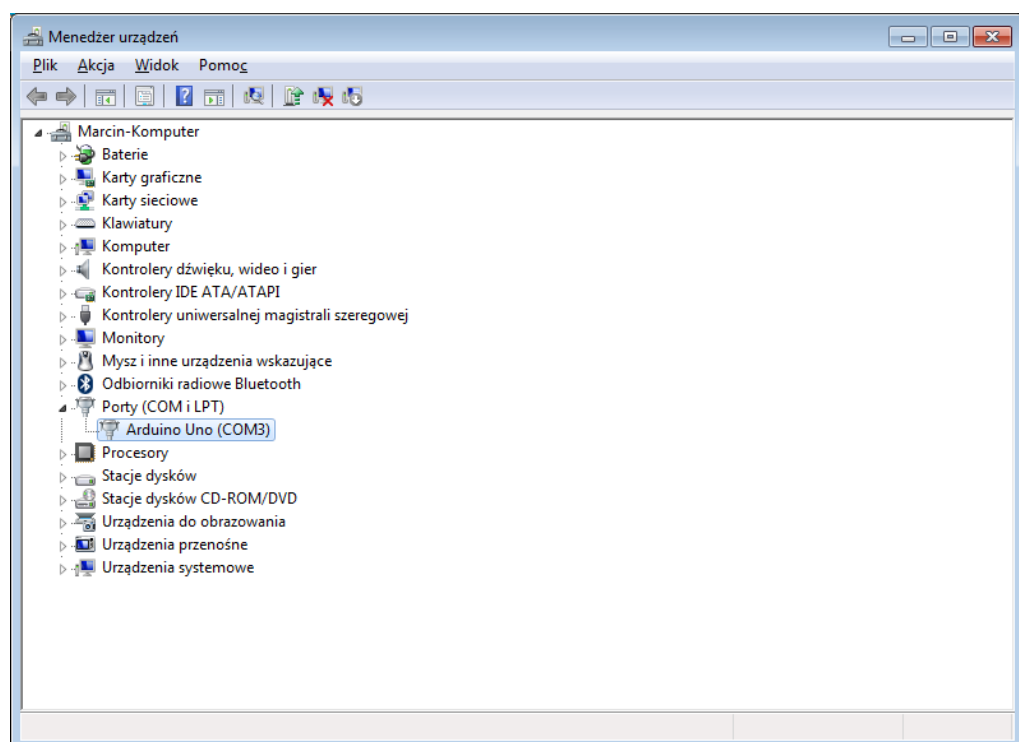 Menedżer urządzeń
Plik Akcja Widok Pomoc
Marcin-Komputer
Baterie
Karty graficzne
Karty sieciowe
Klawiatury
Komputer
Kontrolery dźwięku, wideo i gier
Kontrolery IDE ATA/ATAPI
Kontrolery uniwersalnej magistrali szeregowej
Monitory
Mysz i inne urządzenia wskazujące
Odbiorniki radiowe Bluetooth
Porty (COM i LPT)
Arduino Uno (COM3)
Procesory
Stacje dysków
Stacje dysków CD-ROM/DVD
Urządzenia do obrazowania
Urządzenia przenośne
Urządzenia systemowe